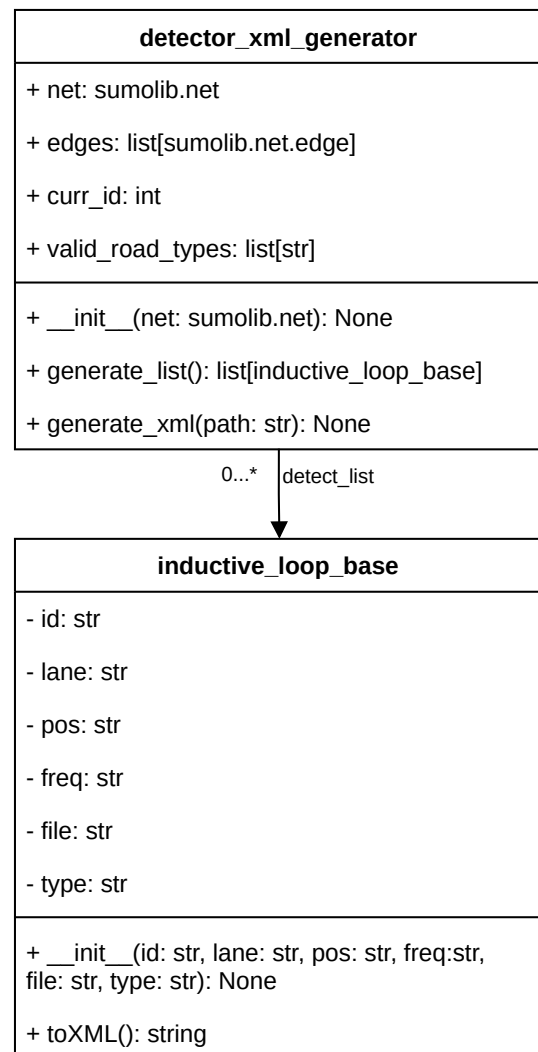 detector_xml_generator
+ net: sumolib.net
+ edges: list[sumolib.net.edge]
+ curr_id: int
+ valid_road_types: list[str]
+ __init__(net: sumolib.net): None
+ generate_list(): list[inductive_loop_base]
+ generate_xml(path: str): None
0...* detect_list
inductive_loop_base
- id: str
- lane: str
- pos: str
- freq: str
- file: str
- type: str
+ __init__(id: str, lane: str, pos: str, freq:str,
file: str, type: str): None
+ toXML(): string